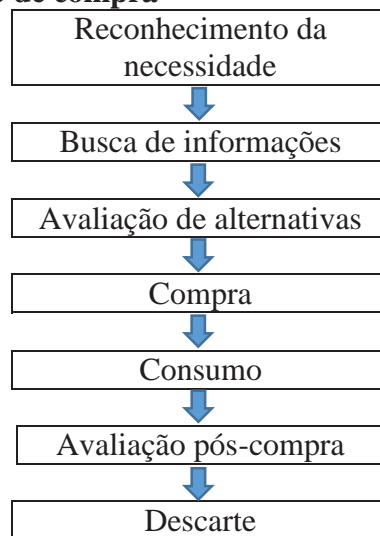 de compra
Reconhecimento da
necessidade
Busca de informações
Avaliação de alternativas
Compra
Consumo
Avaliação pós-compra
Descarte